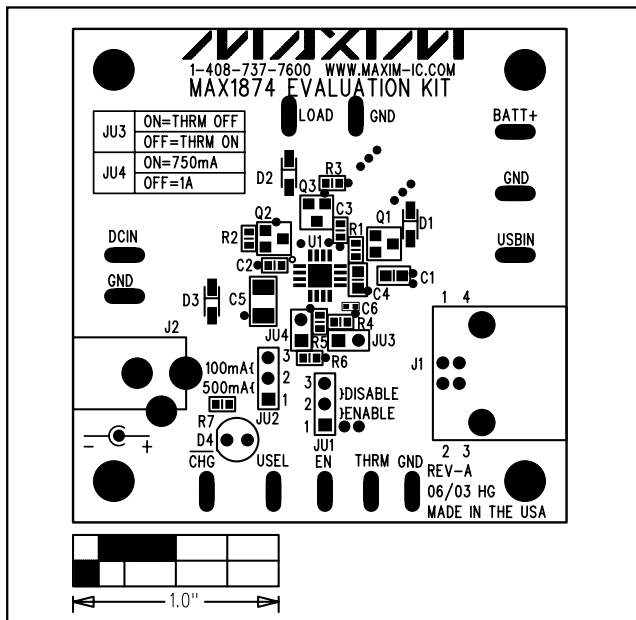 MAXIM
1-408-737-7600 WWW.MAXIM-IC.COM
MAX1874 EVALUATION KIT
LOAD
GND
BATT+
JU3
ON=THRM OFF
OFF=THRM ON
JU4
ON=750mA
OFF=1A
D2
R3
Q3
GND
C3
Q2
Q1
D1
R2
U1
R1
DCIN
USBIN
C2
C1
GND
D3
C5
C4
C6
1 4
J2
JU4
R4
R5
JU3
R6
J1
100mA{
3
500mA{
2
1
3
2
1
}DISABLE
}ENABLE
R7
JU2
D4
JU1
- +
2 3
CHG
USEL
EN
THRM
GND
REV-A
06/03 HG
MADE IN THE USA
1.0"